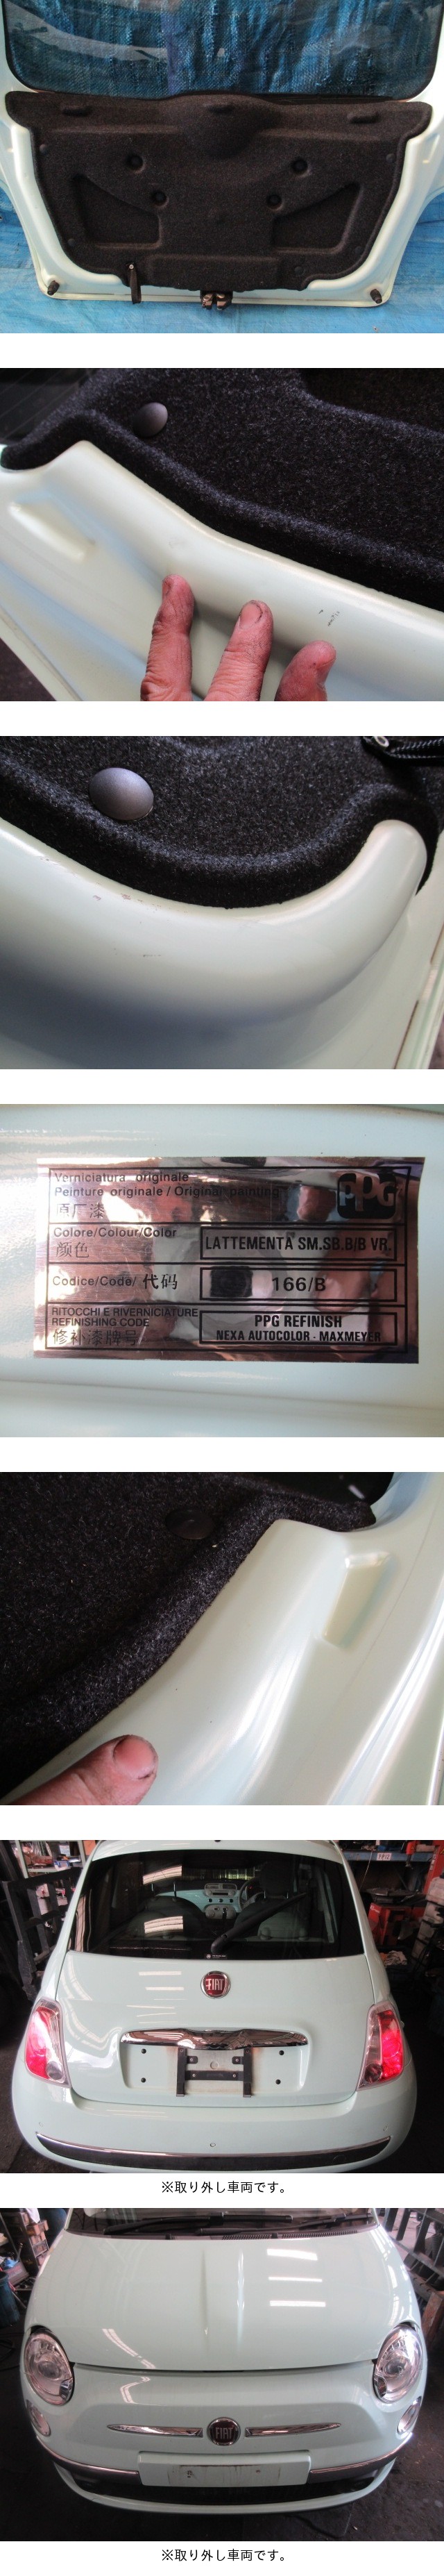 Verniciatura originale
Peinture originale / Original painting
原厂漆
PPG
Colore/Colour/Color
颜色
LATTEMENTA SM.SB.B/B VR.
Codice/Code/ 代码
166/B
RITOCCHI E RIVERNICIATURE
REFINISHING CODE
修补漆牌号
PPG REFINISH
NEXA AUTOCOLOR - MAXMEYER
FIAT
※取り外し車両です。
FIAT
※取り外し車両です。